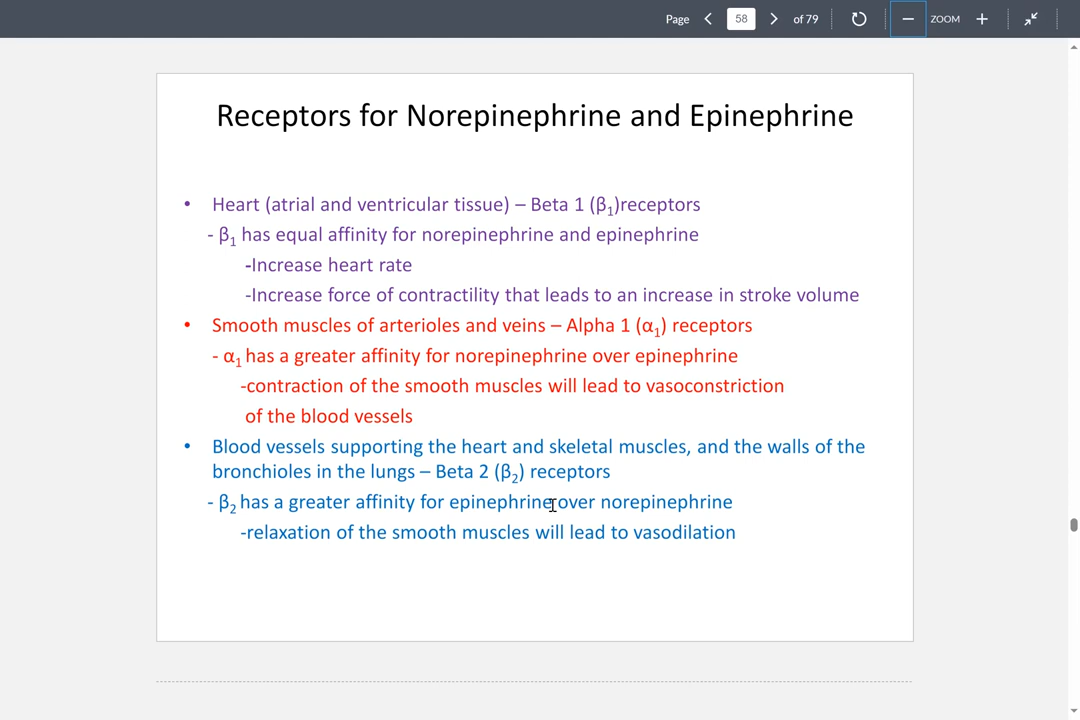 Page 58 of 79 ZOOM
Receptors for Norepinephrine and Epinephrine
• Heart (atrial and ventricular tissue) – Beta 1 (β₁)receptors
- β₁ has equal affinity for norepinephrine and epinephrine
-Increase heart rate
-Increase force of contractility that leads to an increase in stroke volume
• Smooth muscles of arterioles and veins – Alpha 1 (α₁) receptors
- α₁ has a greater affinity for norepinephrine over epinephrine
-contraction of the smooth muscles will lead to vasoconstriction
of the blood vessels
• Blood vessels supporting the heart and skeletal muscles, and the walls of the
bronchioles in the lungs – Beta 2 (β₂) receptors
- β₂ has a greater affinity for epinephrine over norepinephrine
-relaxation of the smooth muscles will lead to vasodilation